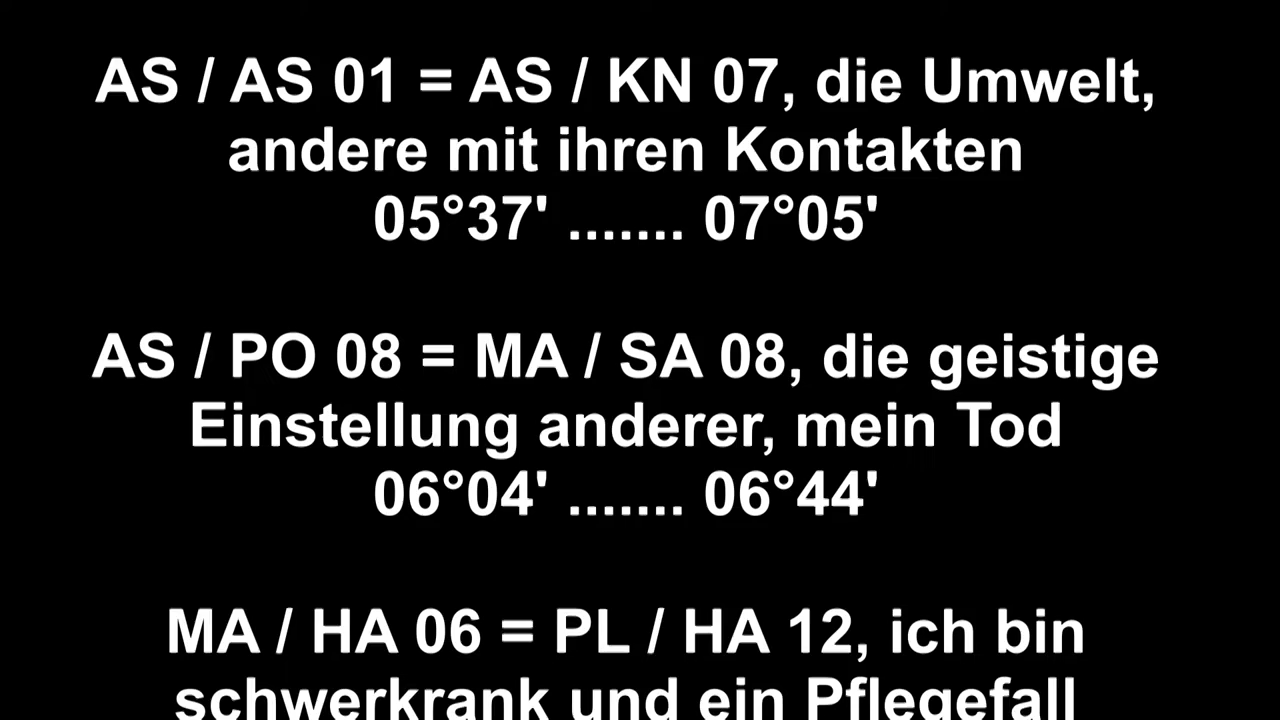 AS / AS 01 = AS / KN 07, die Umwelt,
andere mit ihren Kontakten
05°37' ....... 07°05'
AS / PO 08 = MA / SA 08, die geistige
Einstellung anderer, mein Tod
06°04' ....... 06°44'
MA / HA 06 = PL / HA 12, ich bin
schwerkrank und ein Pflegefall